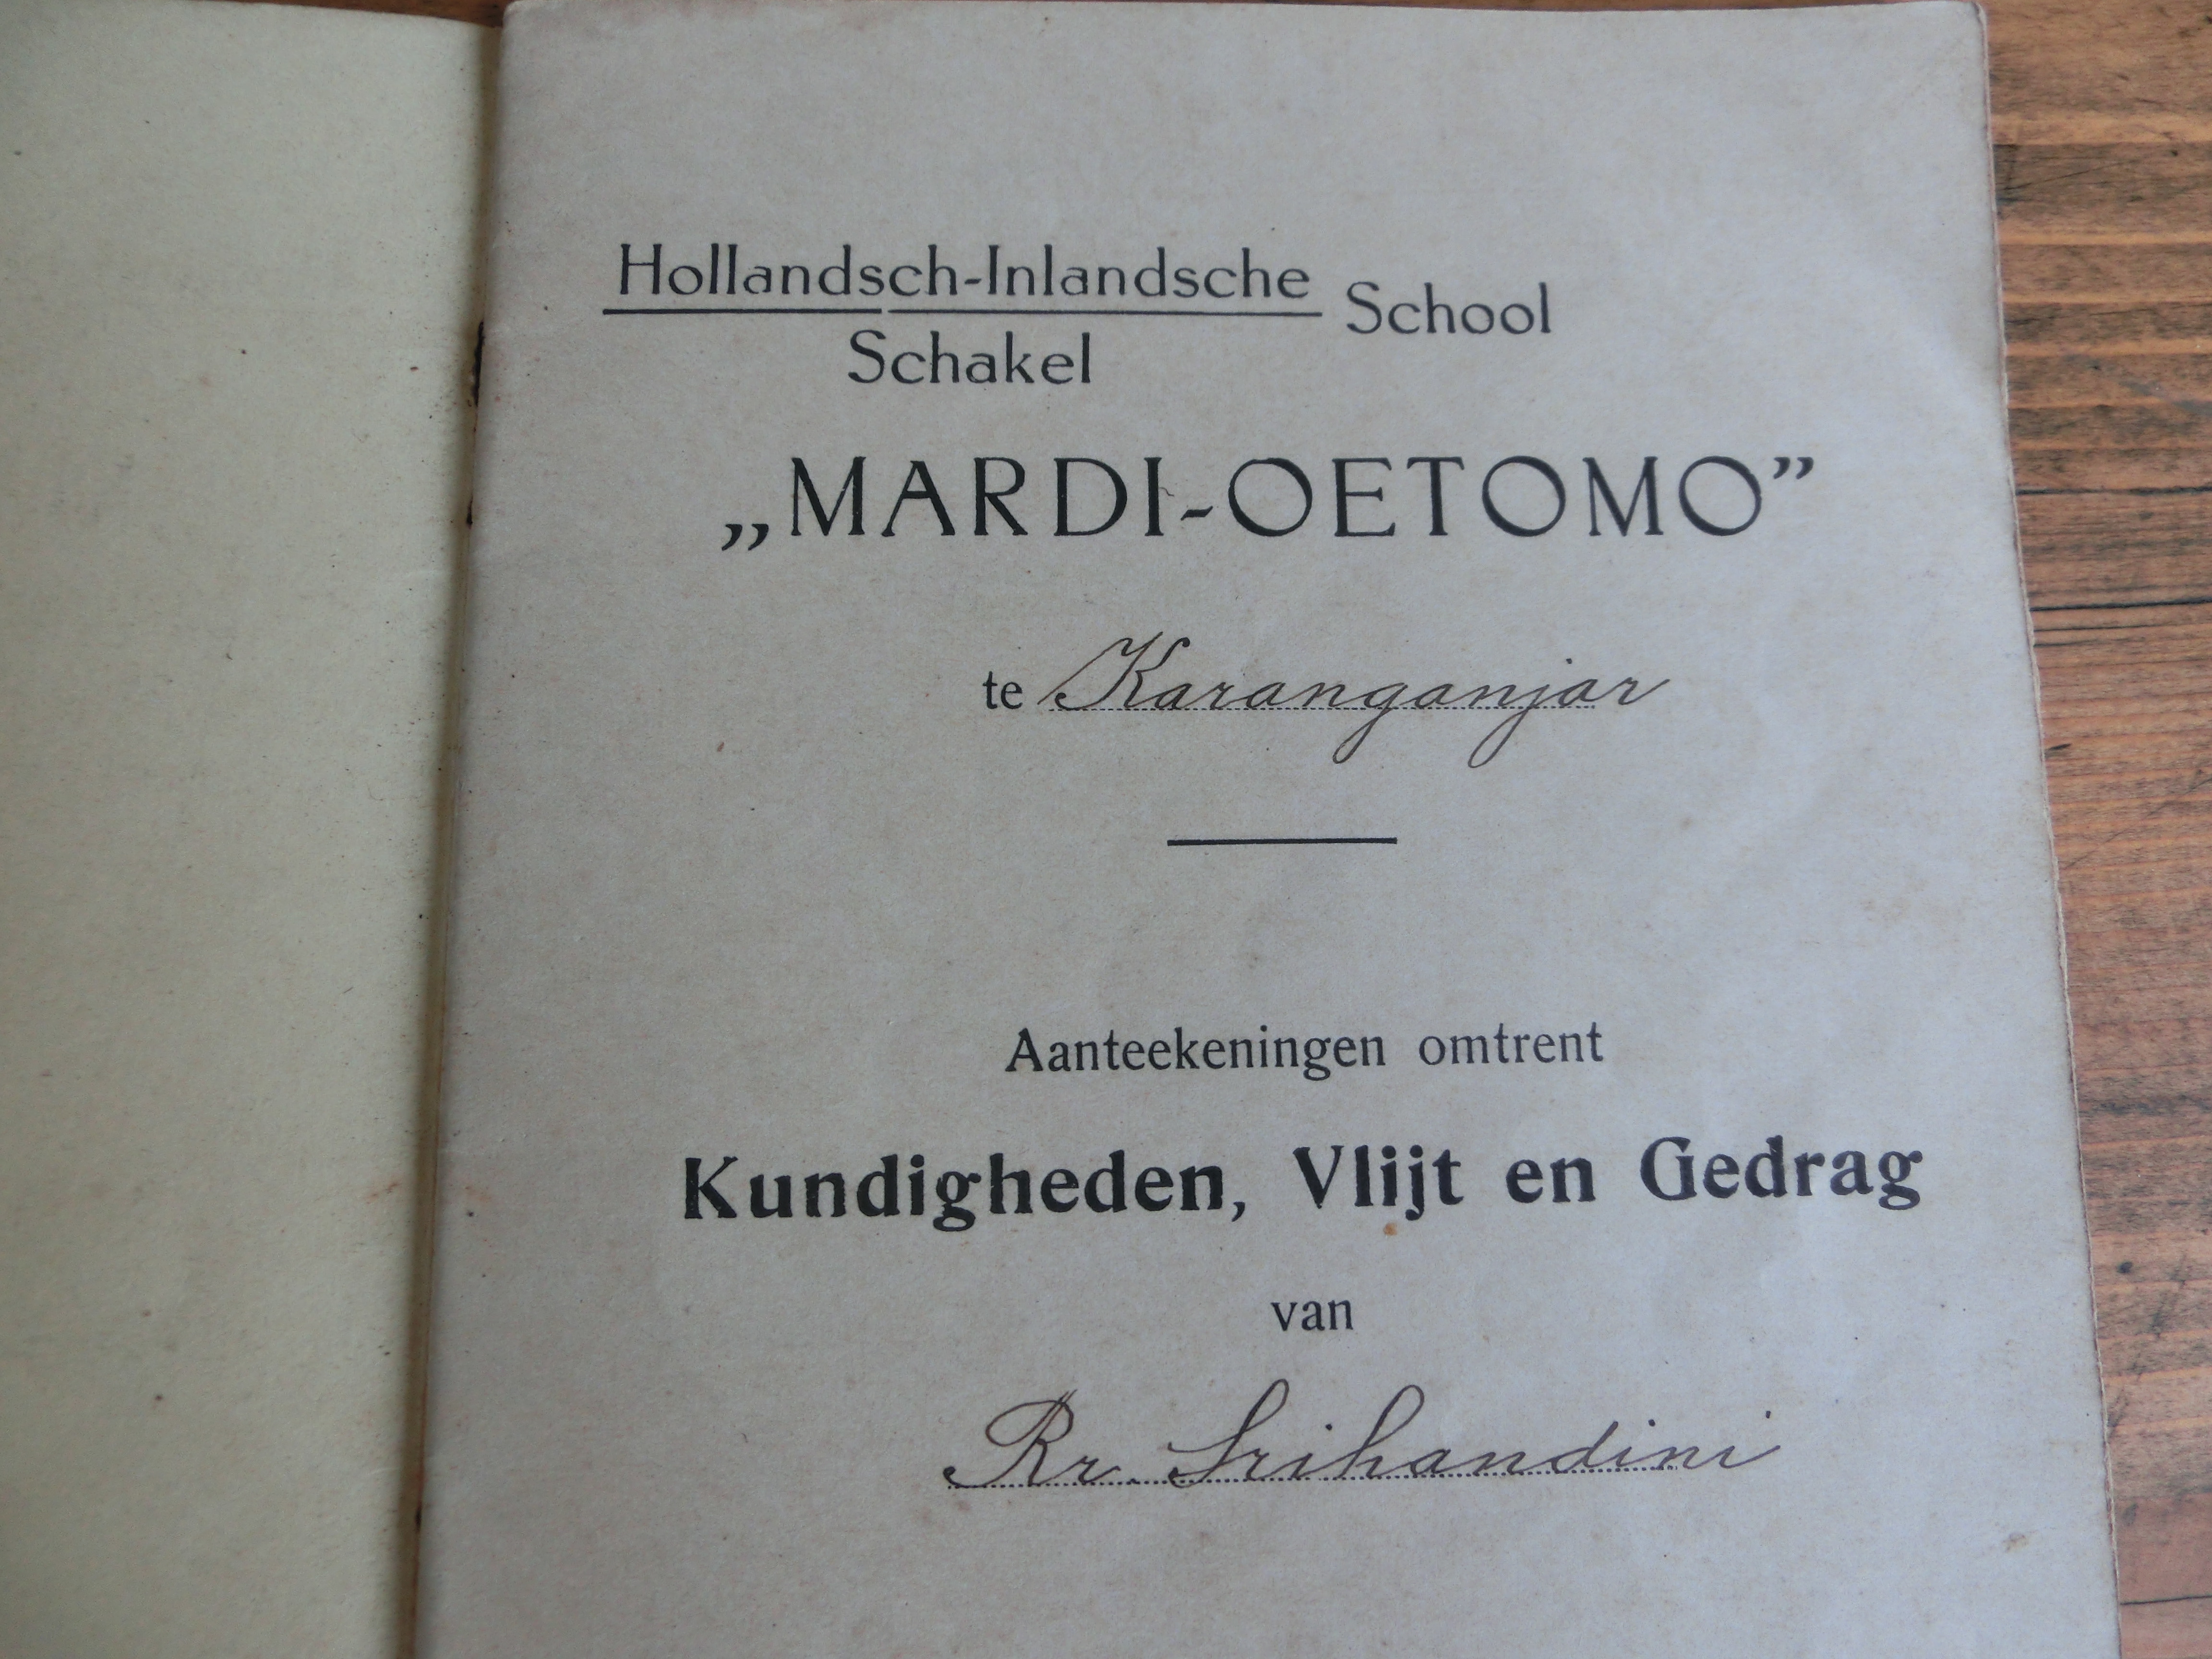 Hollandsch-Inlandsche School
Schakel
„MARDI-OETOMO”
te Karanganjar
Aanteekeningen omtrent
Kundigheden, Vlijt en Gedrag
van
Rr. Srihandini